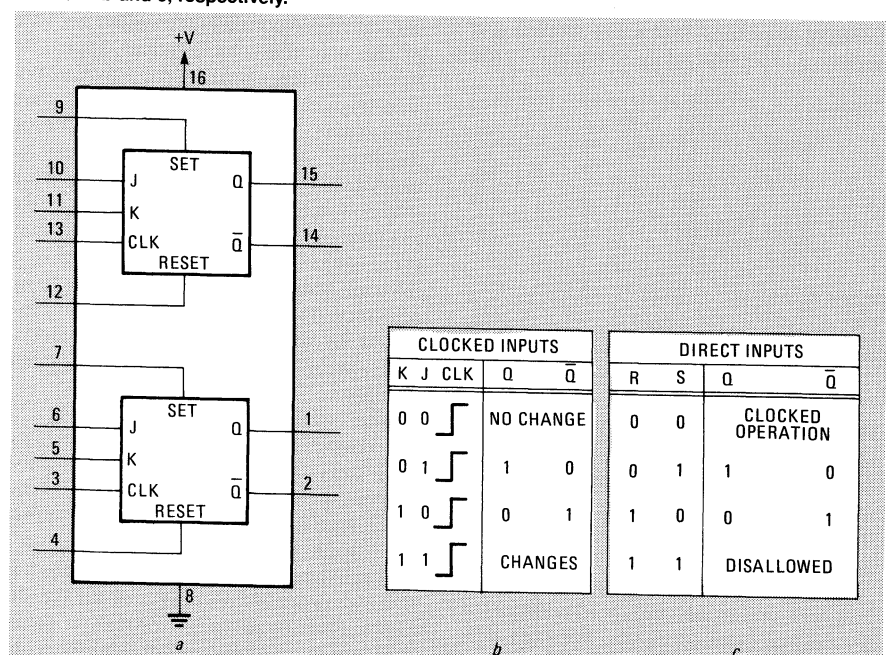 and c, respectively.
+V
16
9
SET
10
J
Q
15
11
K
13
CLK
Q̅
14
RESET
12
7
SET
6
J
Q
1
5
K
3
CLK
Q̅
2
RESET
4
8
a
CLOCKED INPUTS
K J CLK Q Q̅
0 0 NO CHANGE
0 1 1 0
1 0 0 1
1 1 CHANGES
b
DIRECT INPUTS
R S Q Q̅
0 0 CLOCKED
OPERATION
0 1 1 0
1 0 0 1
1 1 DISALLOWED
c